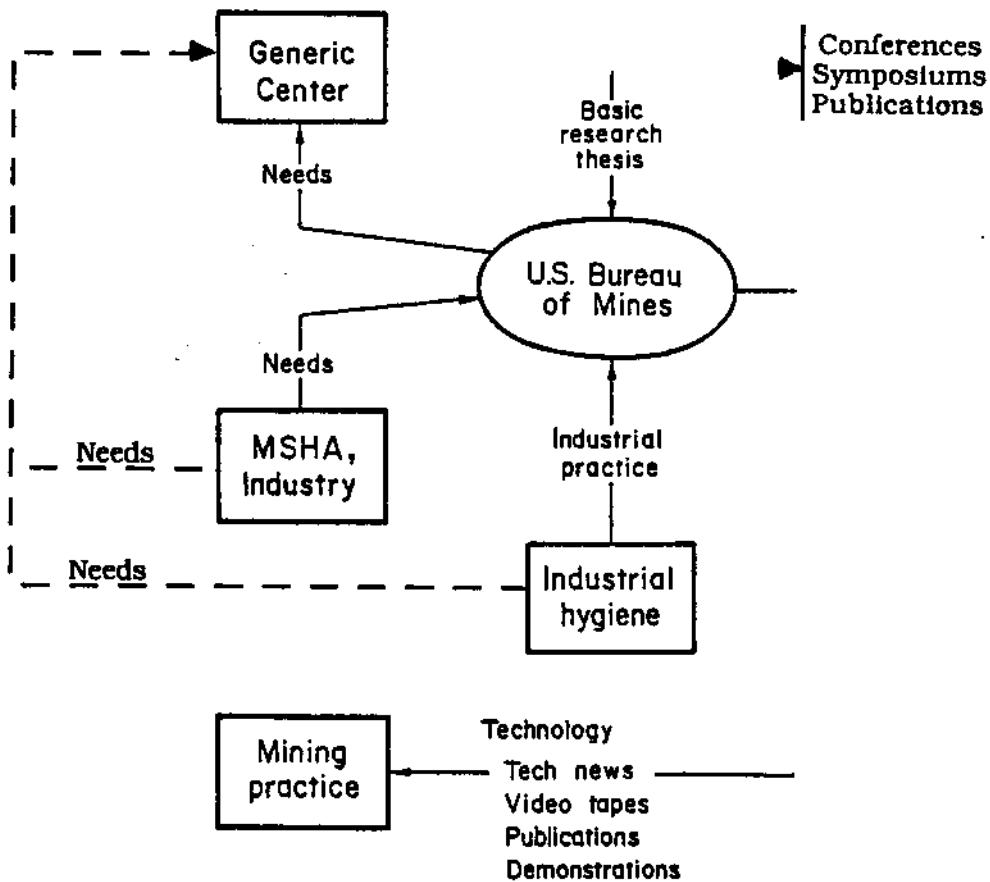 Generic
Center
Conferences
Symposiums
Publications
Basic
research
thesis
Needs
U.S. Bureau
of Mines
Needs
MSHA,
Industry
Needs
Industrial
practice
Needs
Industrial
hygiene
Mining
practice
Technology
Tech news
Video tapes
Publications
Demonstrations